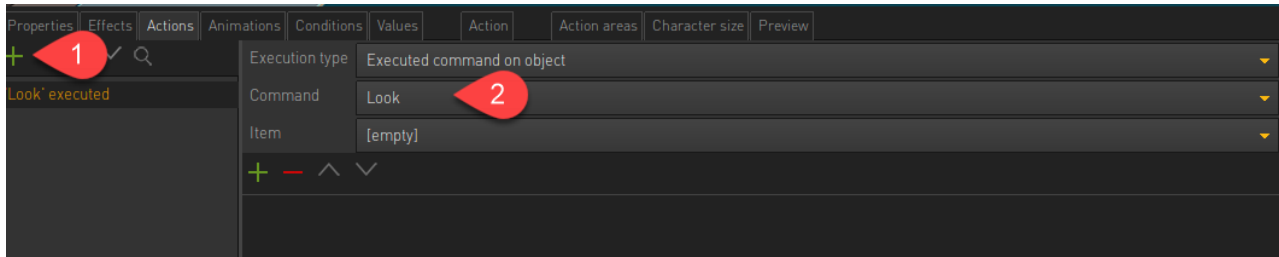 Properties Effects Actions Animations Conditions Values Action Action areas Character size Preview
1
Execution type Executed command on object
'Look' executed
Command Look 2
Item [empty]